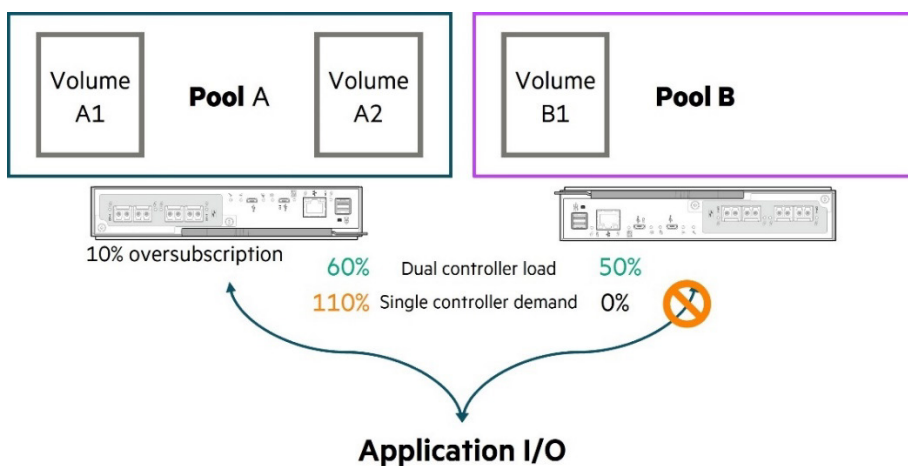 Volume
A1
Pool A
Volume
A2
Volume
B1
Pool B
10% oversubscription
60% Dual controller load 50%
110% Single controller demand 0%
Application I/O